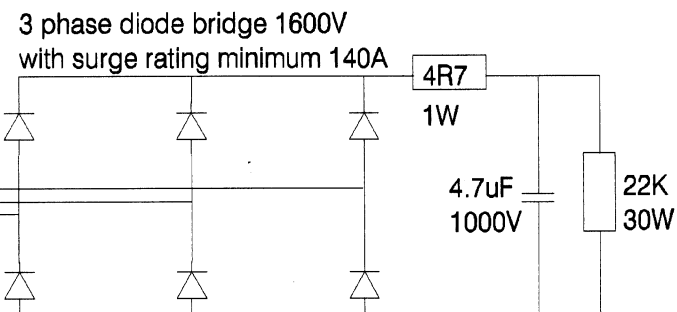 3 phase diode bridge 1600V
with surge rating minimum 140A
4R7
1W
4.7uF
1000V
22K
30W